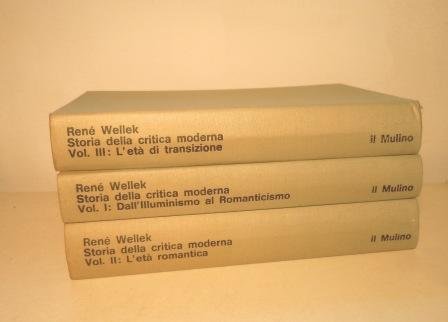 René Wellek
Storia della critica moderna
Vol. III: L'età di transizione
il Mulino
René Wellek
Storia della critica moderna
Vol. I: Dall'Illuminismo al Romanticismo
il Mulino
René Wellek
Storia della critica moderna
Vol. II: L'età romantica
il Mulino